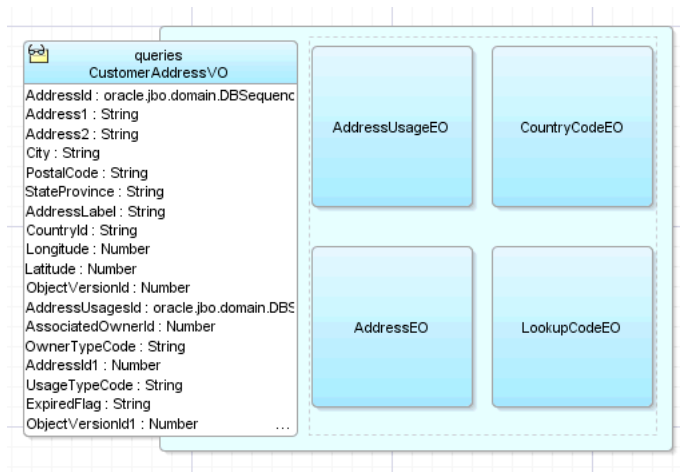 queries
CustomerAddressVO
AddressId : oracle.jbo.domain.DBSequenc
Address1 : String
Address2 : String
City : String
PostalCode : String
StateProvince : String
AddressLabel : String
CountryId : String
Longitude : Number
Latitude : Number
ObjectVersionId : Number
AddressUsagesId : oracle.jbo.domain.DBS
AssociatedOwnerId : Number
OwnerTypeCode : String
AddressId1 : Number
UsageTypeCode : String
ExpiredFlag : String
ObjectVersionId1 : Number ...
AddressUsageEO
CountryCodeEO
AddressEO
LookupCodeEO